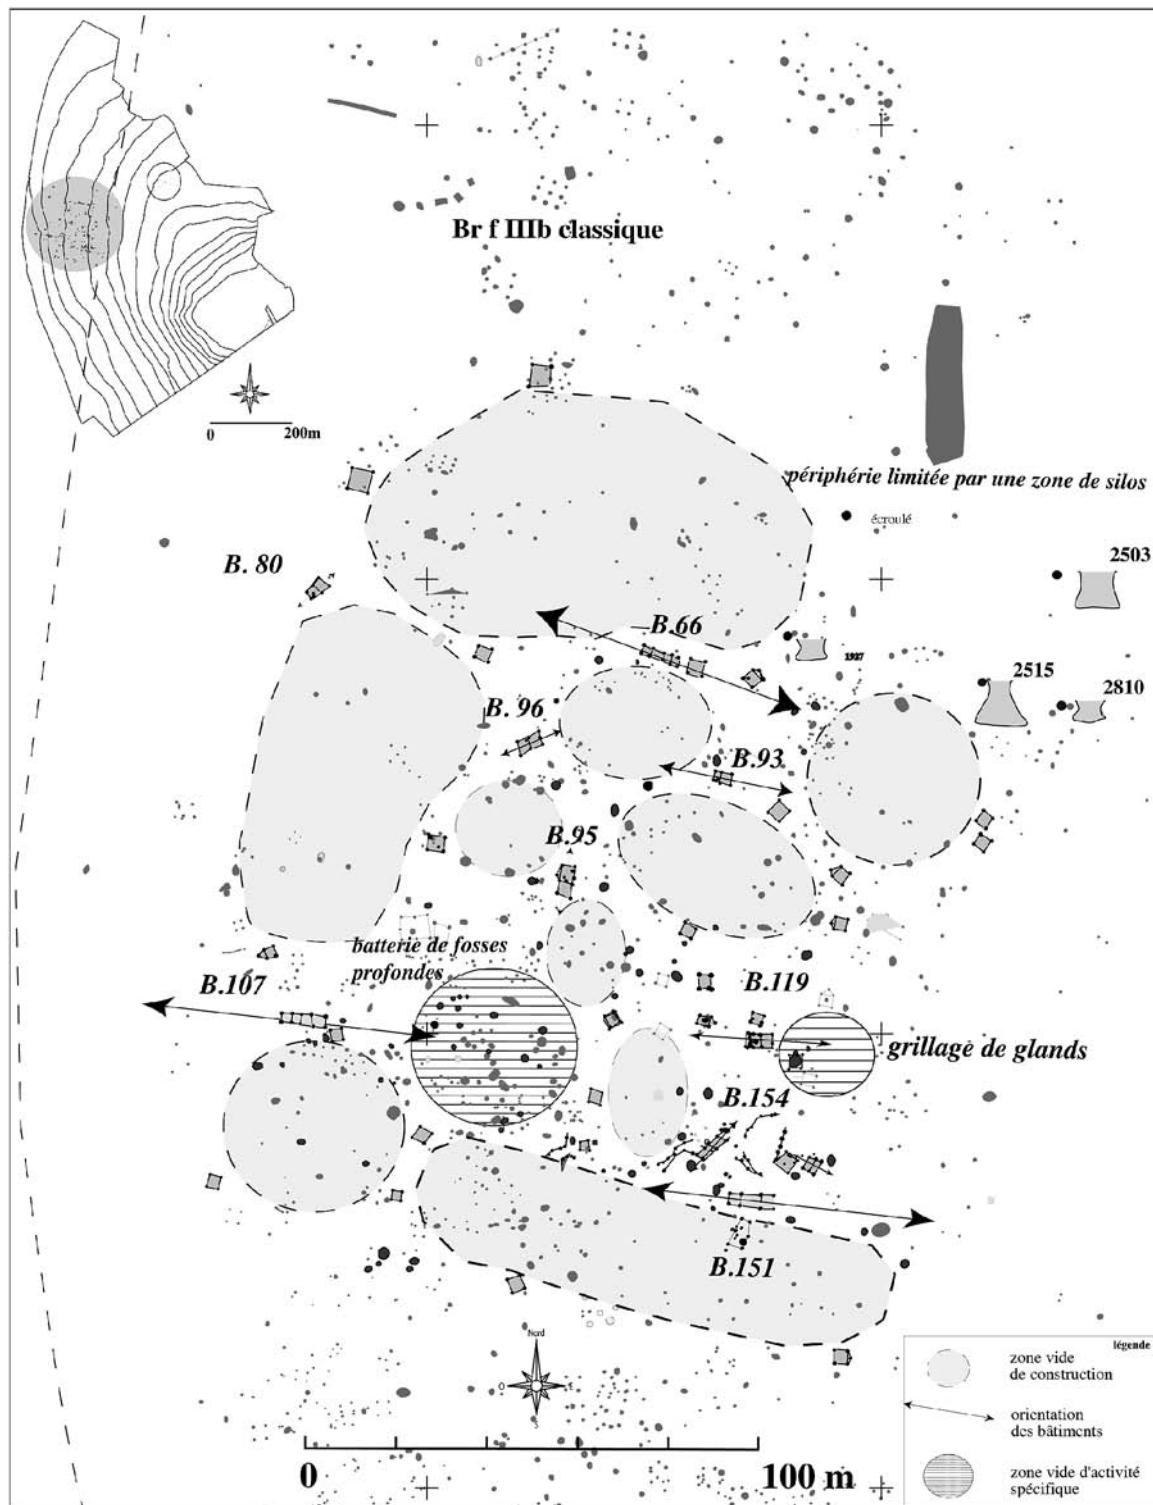 Br f IIIb classique
0
200m
périphérie limitée par une zone de silos
écroulé
2503
B. 80
B.66
2515
2810
B. 96
B.93
B.95
batterie de fosses
profondes
B.107
B.119
grillage de glands
B.154
B.151
Nord
O
E
S
0
100 m
légende
zone vide
de construction
orientation
des bâtiments
zone vide d'activité
spécifique